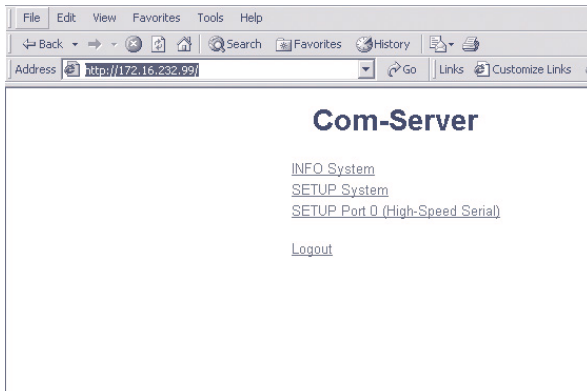 File Edit View Favorites Tools Help
Back Search Favorites History
Address http://172.16.232.99/ Go Links Customize Links
Com-Server
INFO System
SETUP System
SETUP Port 0 (High-Speed Serial)
Logout